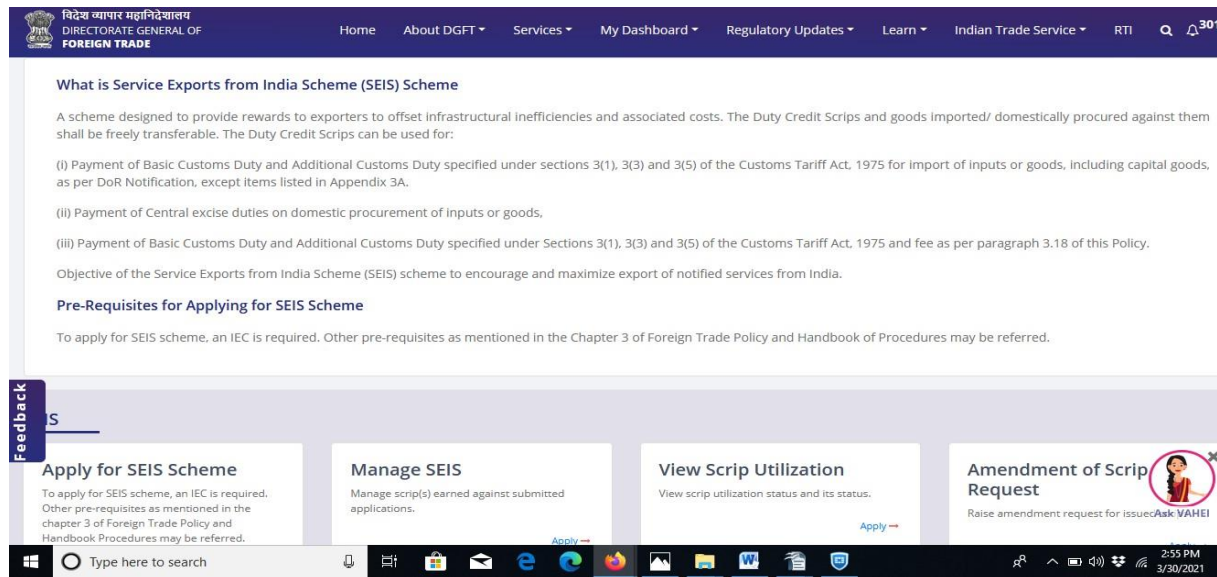 विदेश व्यापार महानिदेशालय
DIRECTORATE GENERAL OF
FOREIGN TRADE
Home About DGFT Services My Dashboard Regulatory Updates Learn Indian Trade Service RTI 301
What is Service Exports from India Scheme (SEIS) Scheme
A scheme designed to provide rewards to exporters to offset infrastructural inefficiencies and associated costs. The Duty Credit Scrips and goods imported/ domestically procured against them
shall be freely transferable. The Duty Credit Scrips can be used for:
(i) Payment of Basic Customs Duty and Additional Customs Duty specified under sections 3(1), 3(3) and 3(5) of the Customs Tariff Act, 1975 for import of inputs or goods, including capital goods,
as per DoR Notification, except items listed in Appendix 3A.
(ii) Payment of Central excise duties on domestic procurement of inputs or goods,
(iii) Payment of Basic Customs Duty and Additional Customs Duty specified under Sections 3(1), 3(3) and 3(5) of the Customs Tariff Act, 1975 and fee as per paragraph 3.18 of this Policy.
Objective of the Service Exports from India Scheme (SEIS) scheme to encourage and maximize export of notified services from India.
Pre-Requisites for Applying for SEIS Scheme
To apply for SEIS scheme, an IEC is required. Other pre-requisites as mentioned in the Chapter 3 of Foreign Trade Policy and Handbook of Procedures may be referred.
Feedback
IS
Apply for SEIS Scheme
To apply for SEIS scheme, an IEC is required.
Other pre-requisites as mentioned in the
chapter 3 of Foreign Trade Policy and
Handbook Procedures may be referred.
Manage SEIS
Manage scrip(s) earned against submitted
applications.
Apply
View Scrip Utilization
View scrip utilization status and its status.
Apply
Amendment of Scrip
Request
Raise amendment request for issued
Ask VAHEI
Type here to search
2:55 PM
3/30/2021